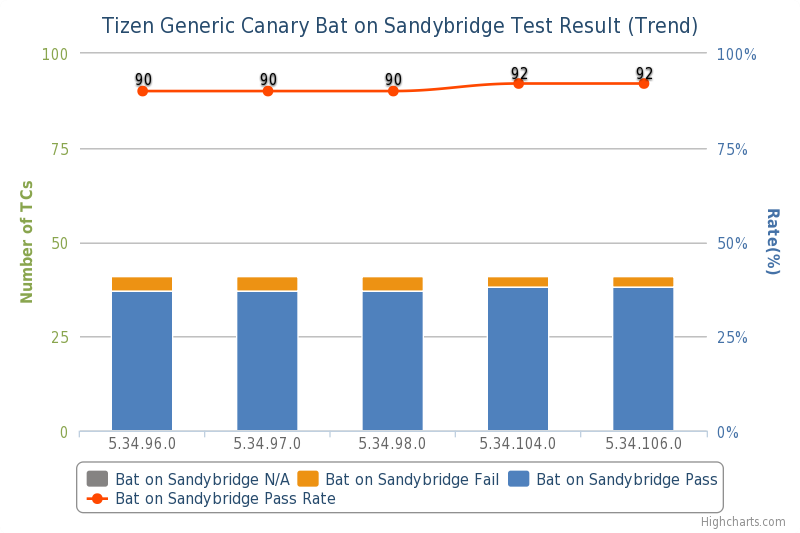 Tizen Generic Canary Bat on Sandybridge Test Result (Trend)
100 100%
90 90 90 92 92
75 75%
Number of TCs
Rate(%)
50 50%
25 25%
0 0%
5.34.96.0 5.34.97.0 5.34.98.0 5.34.104.0 5.34.106.0
Bat on Sandybridge N/A Bat on Sandybridge Fail Bat on Sandybridge Pass
Bat on Sandybridge Pass Rate
Highcharts.com